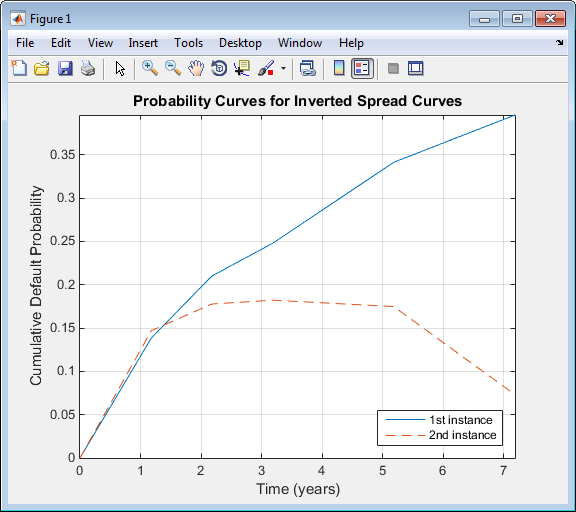 Figure 1
File Edit View Insert Tools Desktop Window Help
Probability Curves for Inverted Spread Curves
Cumulative Default Probability
0.35
0.3
0.25
0.2
0.15
0.1
0.05
0
0 1 2 3 4 5 6 7
Time (years)
1st instance
2nd instance